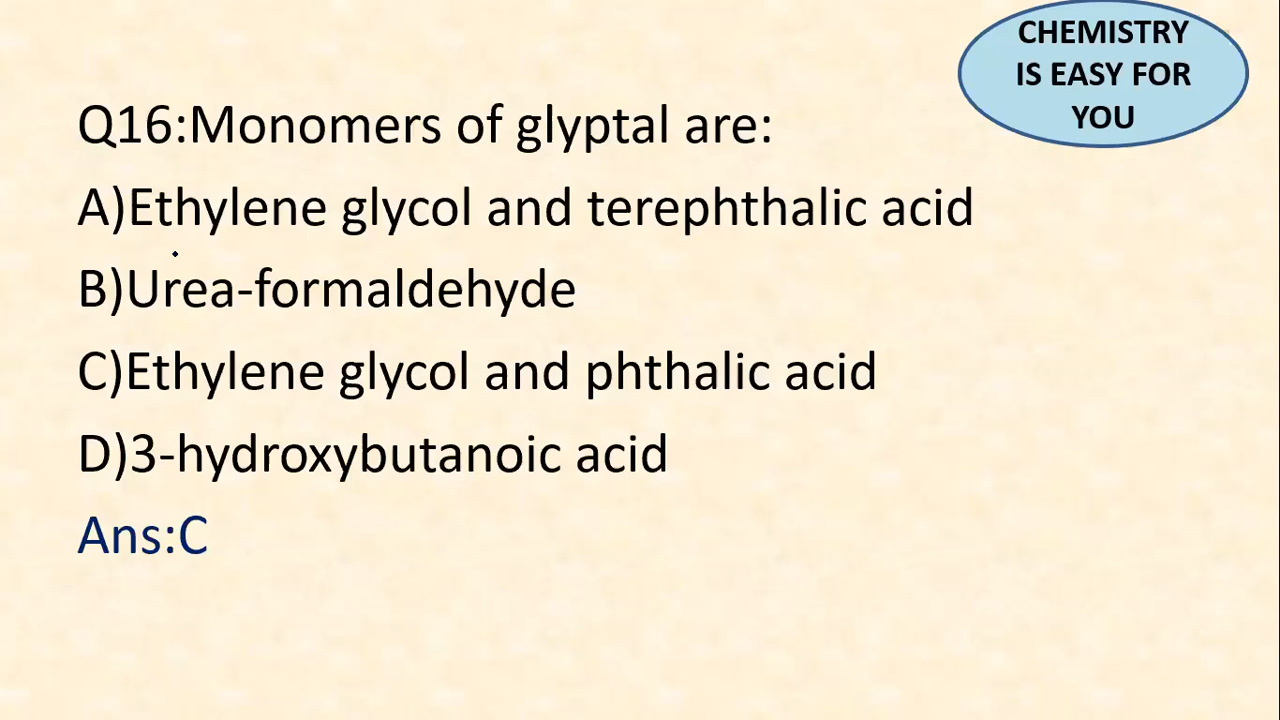 CHEMISTRY
IS EASY FOR
YOU
Q16:Monomers of glyptal are:
A)Ethylene glycol and terephthalic acid
B)Urea-formaldehyde
C)Ethylene glycol and phthalic acid
D)3-hydroxybutanoic acid
Ans:C